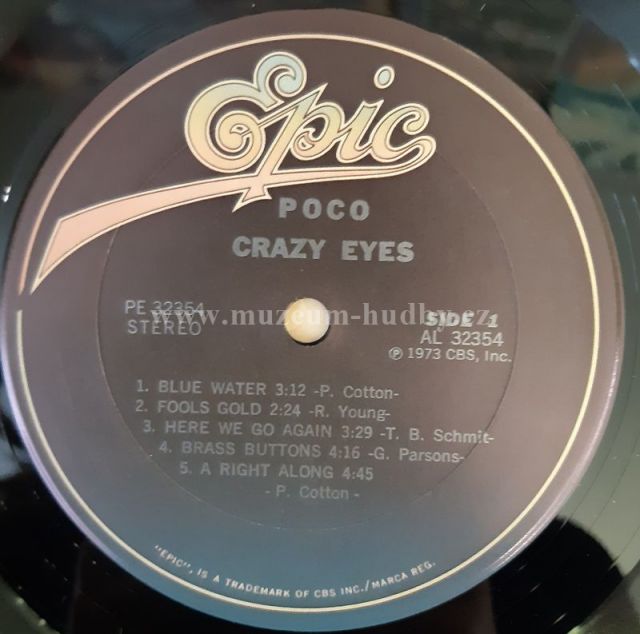 Epic
POCO
CRAZY EYES
PE 32354
STEREO
www.muzeum-hudby.cz
SIDE 1
AL 32354
Ⓟ 1973 CBS, Inc.
1. BLUE WATER 3:12 -P. Cotton-
2. FOOLS GOLD 2:24 -R. Young-
3. HERE WE GO AGAIN 3:29 -T. B. Schmit-
4. BRASS BUTTONS 4:16 -G. Parsons-
5. A RIGHT ALONG 4:45
- P. Cotton -
"EPIC", IS A TRADEMARK OF CBS INC./MARCA REG.